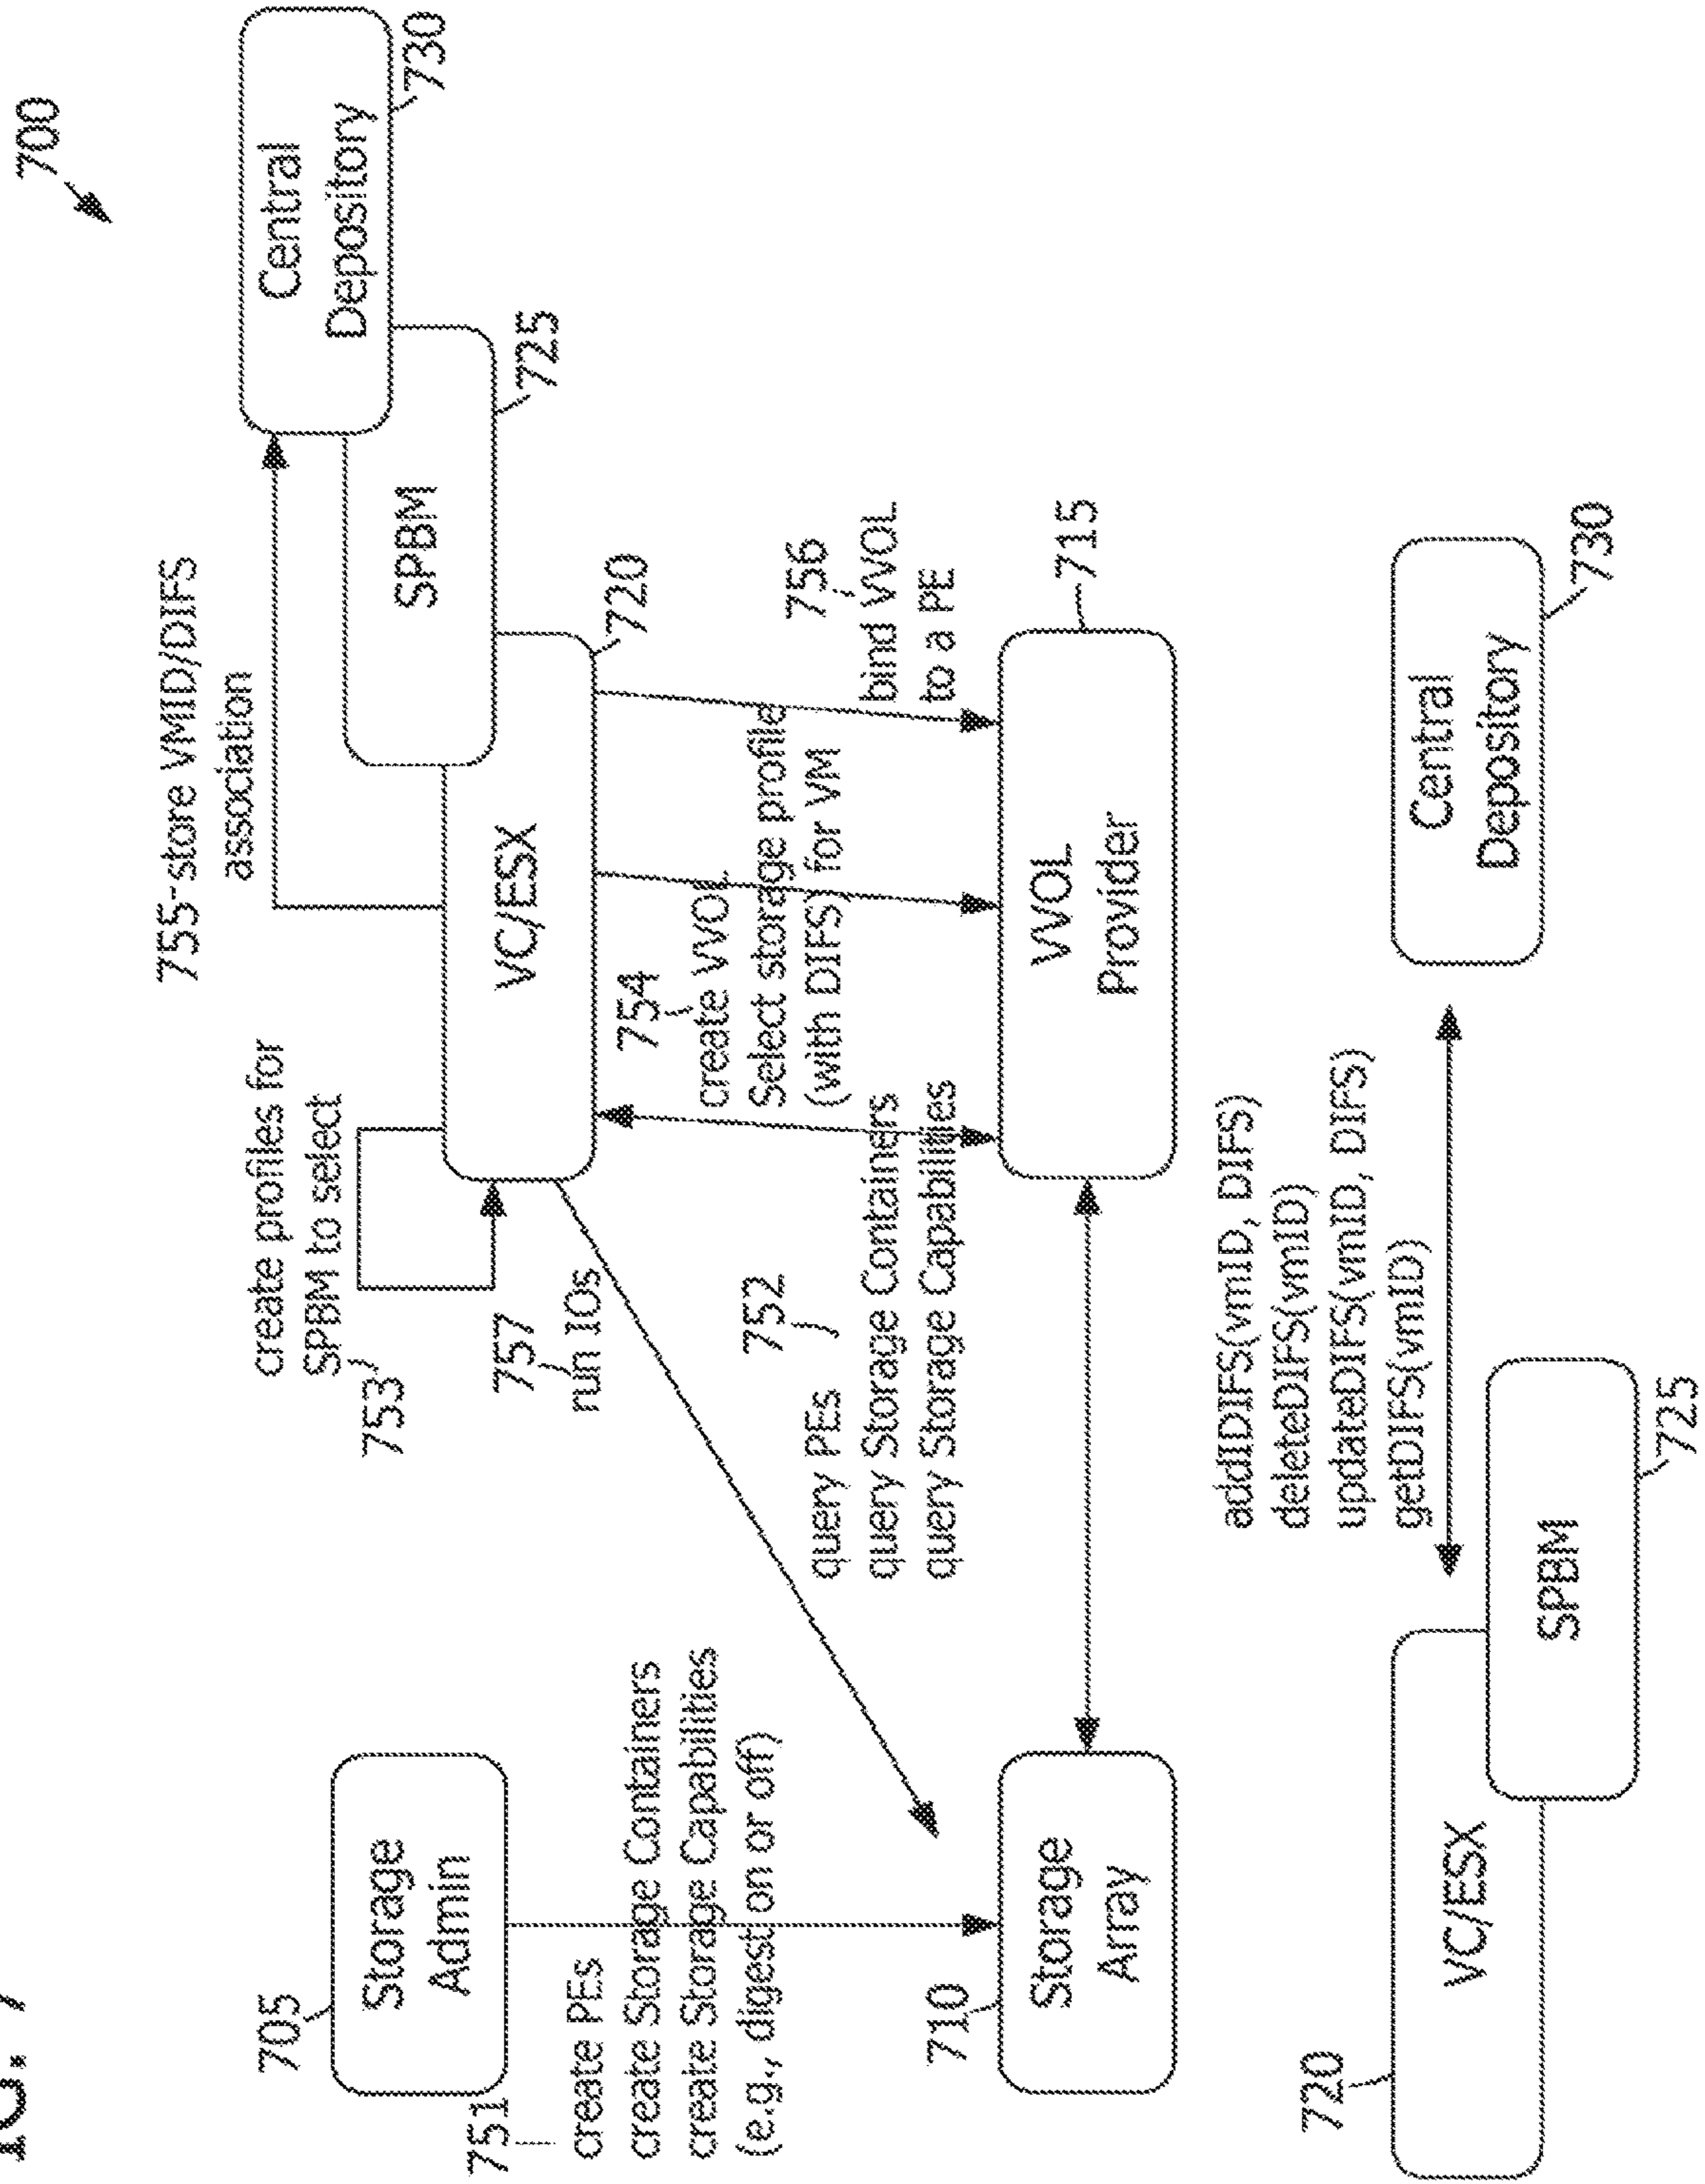 FIG. 7
700
705
Storage
Admin
751
create PEs
create Storage Containers
create Storage Capabilities
(e.g., digest on or off)
710
Storage
Array
create profiles for
SPBM to select
753
757
run IOs
755-store VMID/DIFS
association
Central
Depository
730
SPBM
725
VC/ESX
720
752
query PEs
query Storage Containers
query Storage Capabilities
754
create VVOL
Select storage profile
(with DIFS) for VM
756
bind VVOL
to a PE
VVOL
Provider
715
720
VC/ESX
SPBM
725
addIDIFS(vmID, DIFS)
deleteDIFS(vmID)
updateDIFS(vmID, DIFS)
getDIFS(vmID)
Central
Depository
730